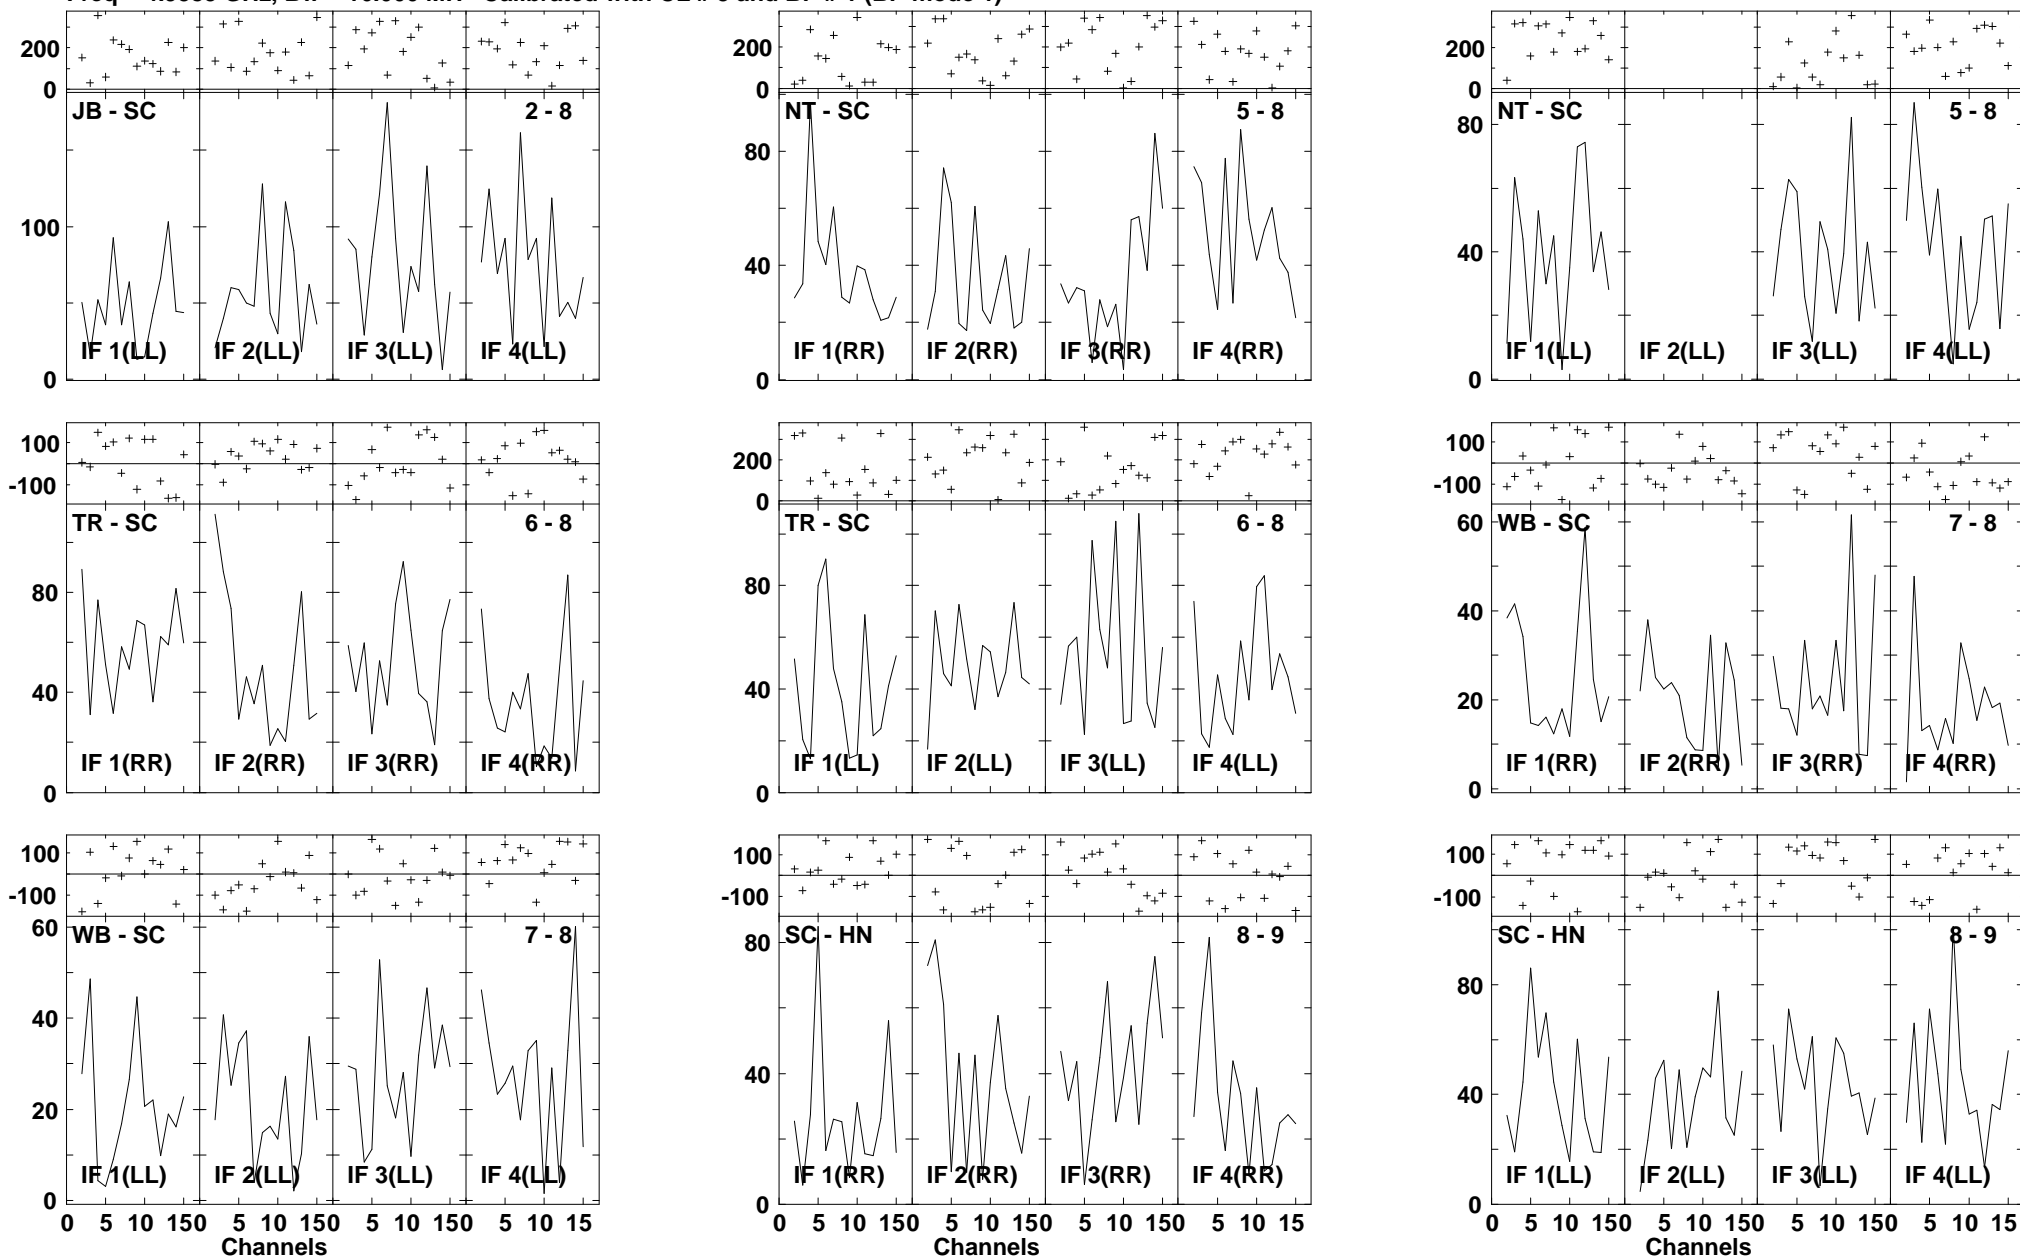 200
0
JB - SC
2 - 8
100
0
IF 1(LL)
IF 2(LL)
IF 3(LL)
IF 4(LL)
200
0
NT - SC
5 - 8
80
40
0
IF 1(RR)
IF 2(RR)
IF 3(RR)
IF 4(RR)
200
0
NT - SC
5 - 8
80
40
0
IF 1(LL)
IF 2(LL)
IF 3(LL)
IF 4(LL)
100
-100
TR - SC
6 - 8
80
40
0
IF 1(RR)
IF 2(RR)
IF 3(RR)
IF 4(RR)
200
0
TR - SC
6 - 8
80
40
0
IF 1(LL)
IF 2(LL)
IF 3(LL)
IF 4(LL)
100
-100
WB - SC
7 - 8
60
40
20
0
IF 1(RR)
IF 2(RR)
IF 3(RR)
IF 4(RR)
100
-100
WB - SC
7 - 8
60
40
20
0
IF 1(LL)
IF 2(LL)
IF 3(LL)
IF 4(LL)
0 5 10 150 5 10 150 5 10 150 5 10 15
Channels
100
-100
SC - HN
8 - 9
80
40
0
IF 1(RR)
IF 2(RR)
IF 3(RR)
IF 4(RR)
0 5 10 150 5 10 150 5 10 150 5 10 15
Channels
100
-100
SC - HN
8 - 9
80
40
0
IF 1(LL)
IF 2(LL)
IF 3(LL)
IF 4(LL)
0 5 10 150 5 10 150 5 10 150 5 10 15
Channels